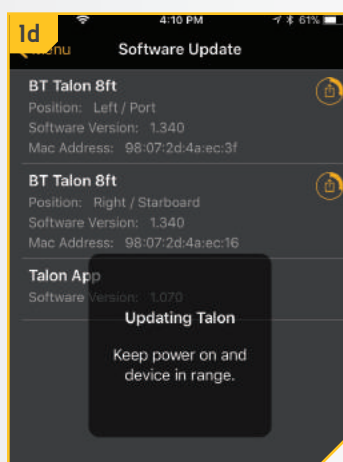 1d
4:10 PM
61%
Menu
Software Update
BT Talon 8ft
Position: Left / Port
Software Version: 1.340
Mac Address: 98:07:2d:4a:ec:3f
BT Talon 8ft
Position: Right / Starboard
Software Version: 1.340
Mac Address: 98:07:2d:4a:ec:16
Talon App
Software Version: 1.070
Updating Talon
Keep power on and
device in range.